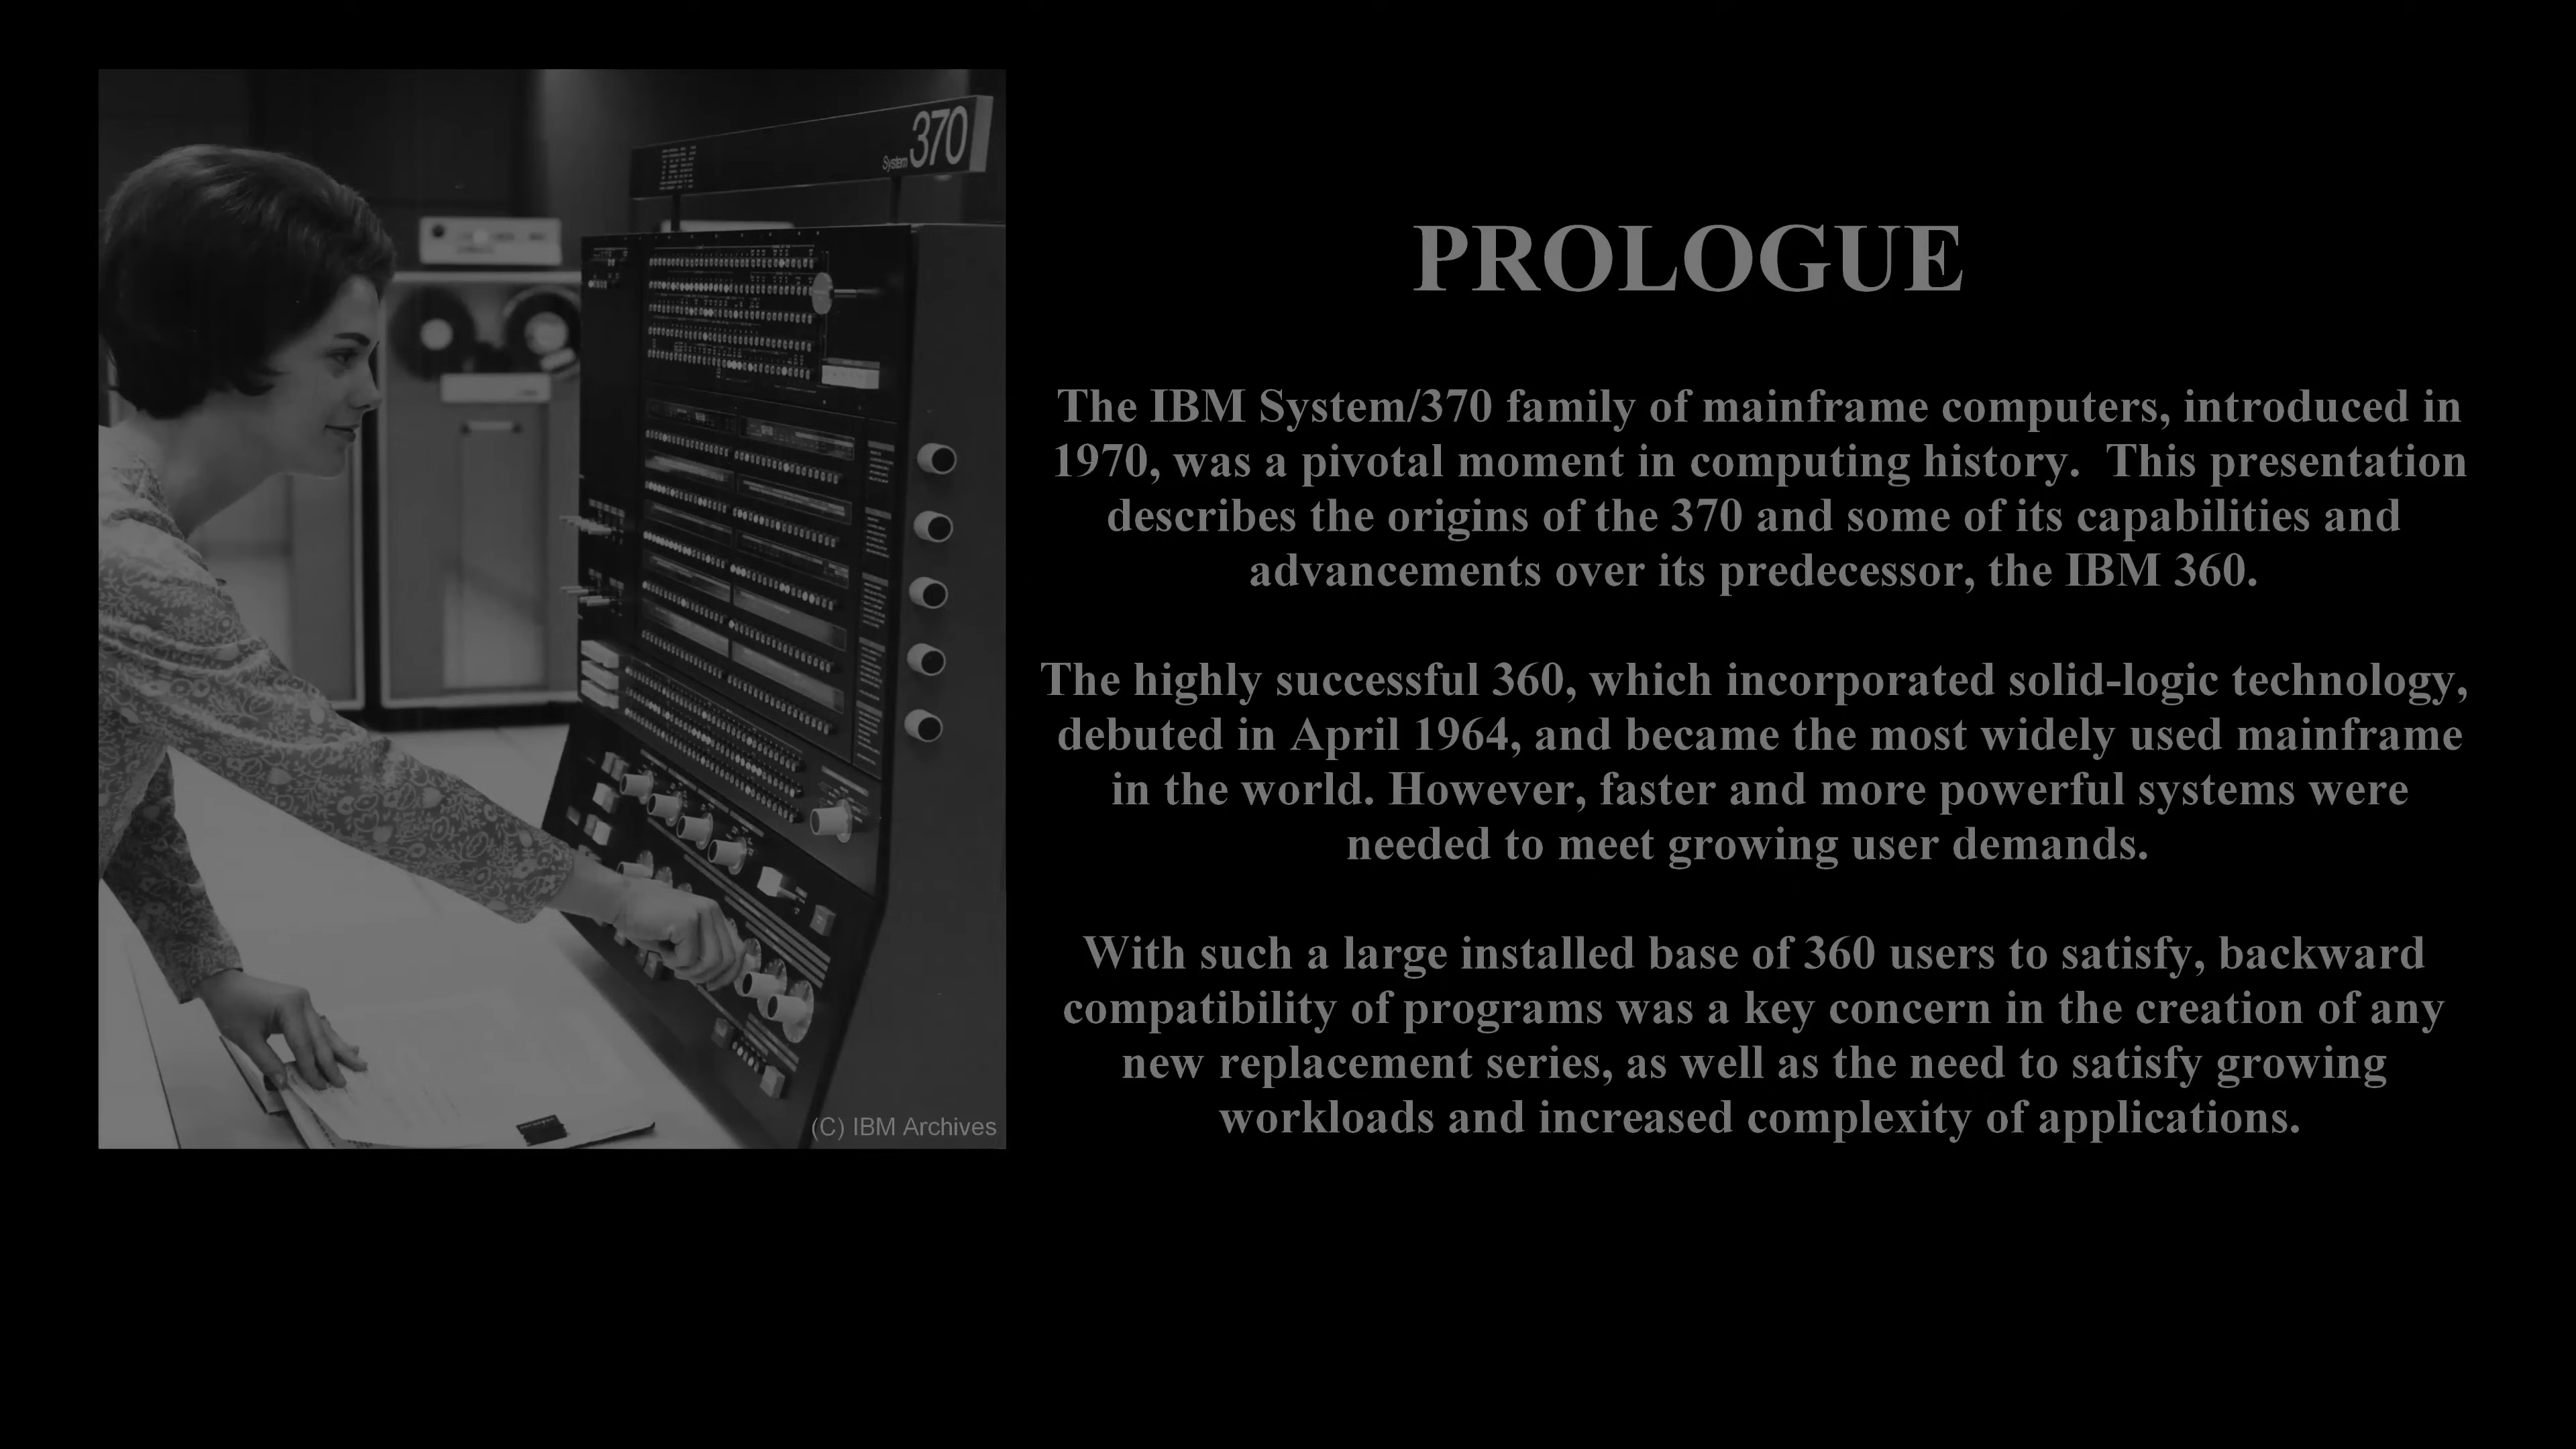 System 370
PROLOGUE
The IBM System/370 family of mainframe computers, introduced in
1970, was a pivotal moment in computing history.  This presentation
describes the origins of the 370 and some of its capabilities and
advancements over its predecessor, the IBM 360.
The highly successful 360, which incorporated solid-logic technology,
debuted in April 1964, and became the most widely used mainframe
in the world. However, faster and more powerful systems were
needed to meet growing user demands.
With such a large installed base of 360 users to satisfy, backward
compatibility of programs was a key concern in the creation of any
new replacement series, as well as the need to satisfy growing
workloads and increased complexity of applications.
(C) IBM Archives